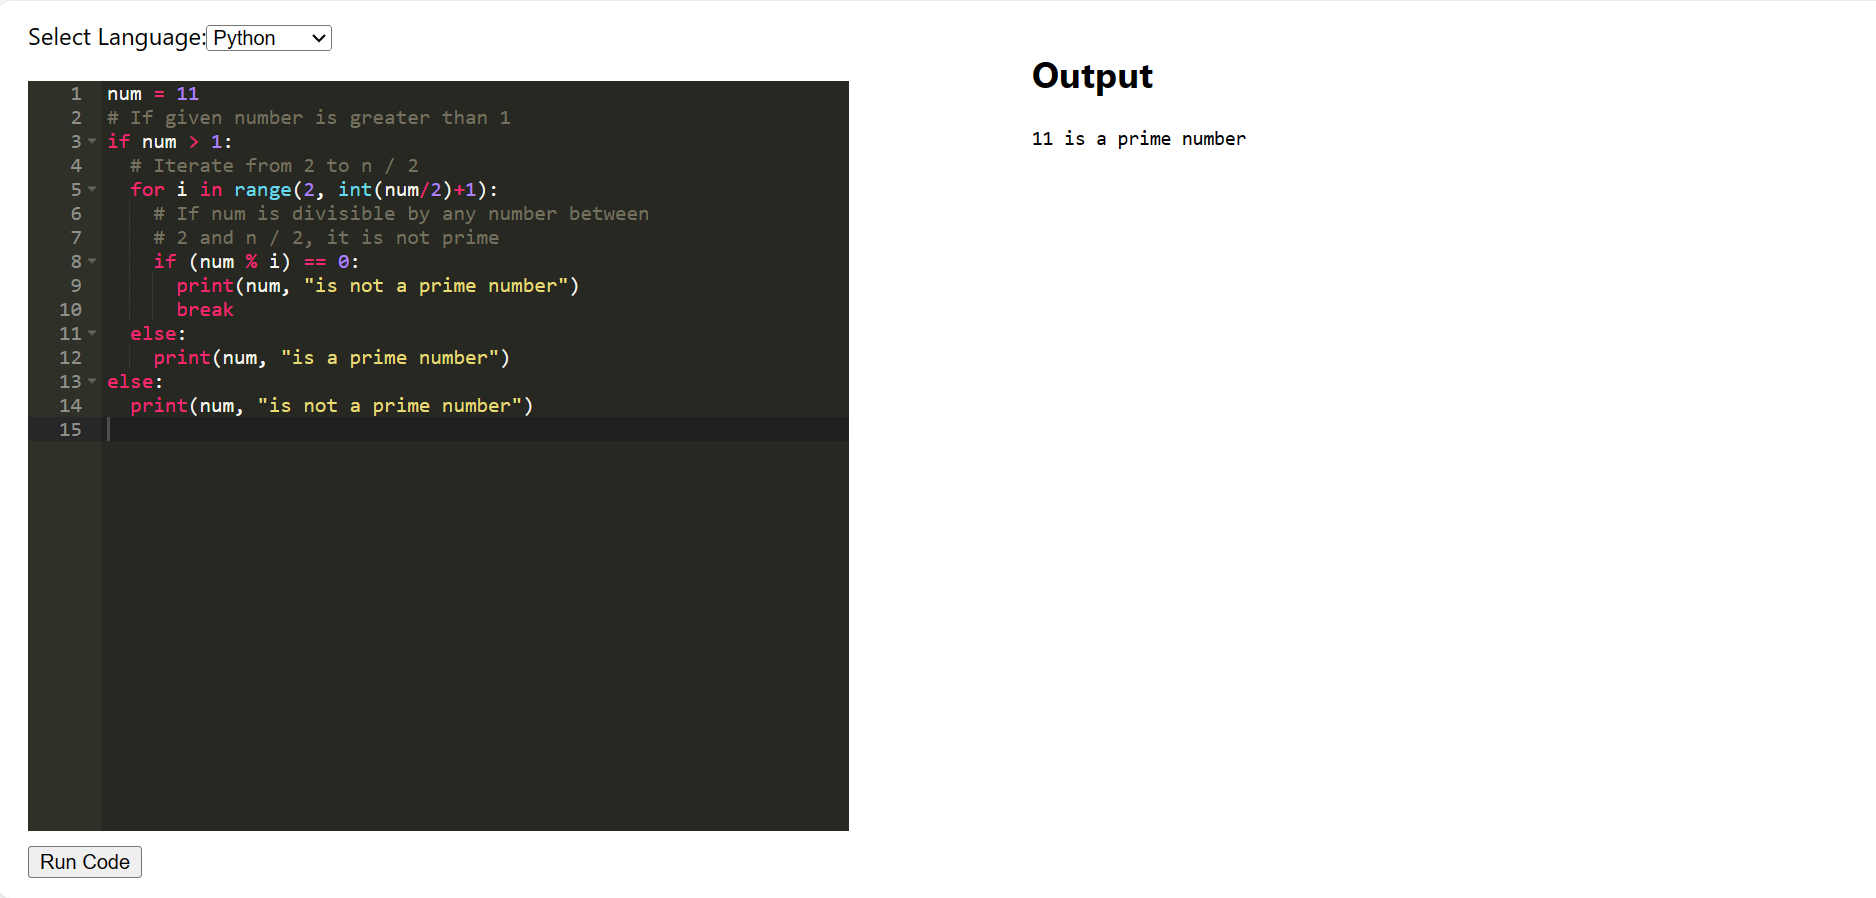 Select Language: Python
1 num = 11
2 # If given number is greater than 1
3 if num > 1:
4   # Iterate from 2 to n / 2
5   for i in range(2, int(num/2)+1):
6     # If num is divisible by any number between
7     # 2 and n / 2, it is not prime
8     if (num % i) == 0:
9       print(num, "is not a prime number")
10       break
11   else:
12     print(num, "is a prime number")
13 else:
14   print(num, "is not a prime number")
15
Run Code
Output
11 is a prime number